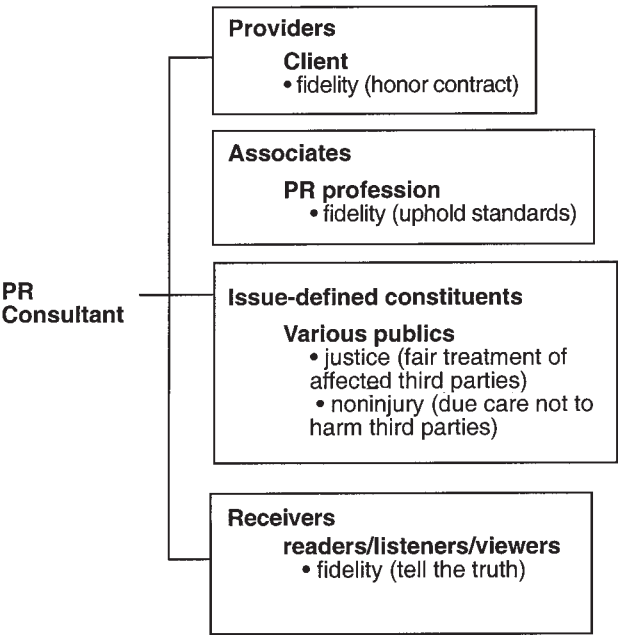 Providers
Client
• fidelity (honor contract)
Associates
PR profession
• fidelity (uphold standards)
PR
Consultant
Issue-defined constituents
Various publics
• justice (fair treatment of
affected third parties)
• noninjury (due care not to
harm third parties)
Receivers
readers/listeners/viewers
• fidelity (tell the truth)